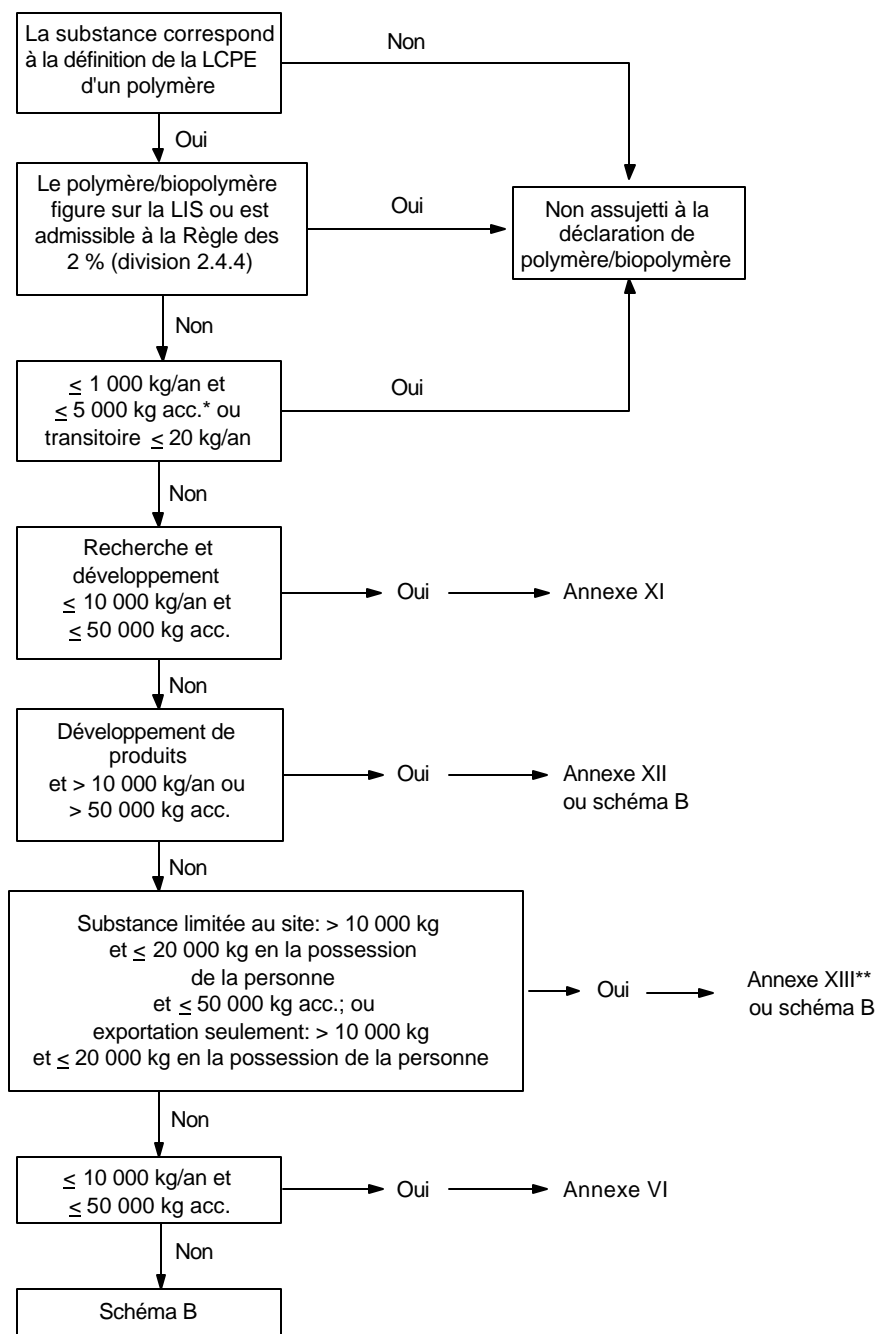 La substance correspond
à la définition de la LCPE
d'un polymère
Non
Oui
Le polymère/biopolymère
figure sur la LIS ou est
admissible à la Règle des
2 % (division 2.4.4)
Oui
Non assujetti à la
déclaration de
polymère/biopolymère
Non
≤ 1 000 kg/an et
≤ 5 000 kg acc.* ou
transitoire ≤ 20 kg/an
Oui
Non
Recherche et
développement
≤ 10 000 kg/an et
≤ 50 000 kg acc.
Oui
Annexe XI
Non
Développement de
produits
et > 10 000 kg/an ou
> 50 000 kg acc.
Oui
Annexe XII
ou schéma B
Non
Substance limitée au site: > 10 000 kg
et ≤ 20 000 kg en la possession
de la personne
et ≤ 50 000 kg acc.; ou
exportation seulement: > 10 000 kg
et ≤ 20 000 kg en la possession de la personne
Oui
Annexe XIII**
ou schéma B
Non
≤ 10 000 kg/an et
≤ 50 000 kg acc.
Oui
Annexe VI
Non
Schéma B